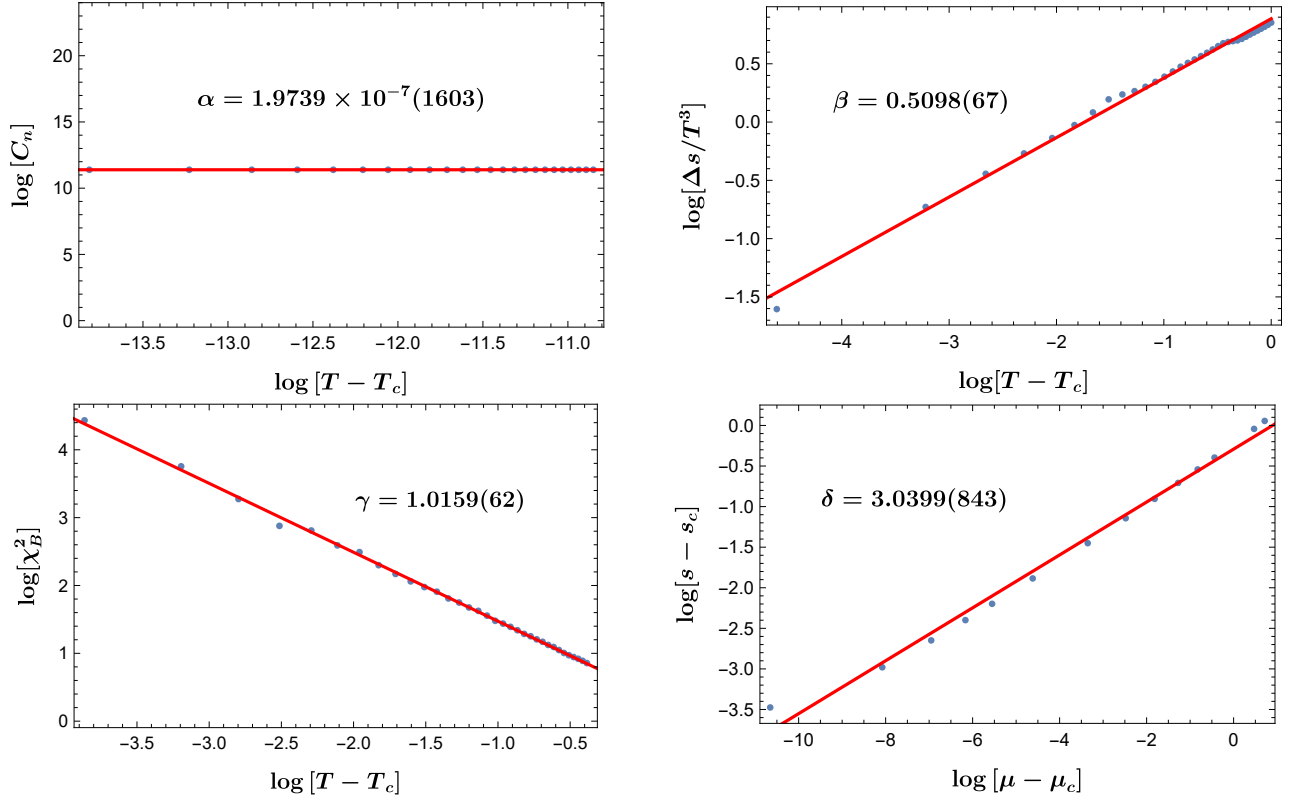 20
15
10
5
0
log [C_n]
α = 1.9739 × 10^{-7}(1603)
−13.5 −13.0 −12.5 −12.0 −11.5 −11.0
log [T − T_c]
0.5
0.0
−0.5
−1.0
−1.5
log[Δs/T^3]
β = 0.5098(67)
−4 −3 −2 −1 0
log[T − T_c]
4
3
2
1
0
log[χ_B^2]
γ = 1.0159(62)
−3.5 −3.0 −2.5 −2.0 −1.5 −1.0 −0.5
log [T − T_c]
0.0
−0.5
−1.0
−1.5
−2.0
−2.5
−3.0
−3.5
log[s − s_c]
δ = 3.0399(843)
−10 −8 −6 −4 −2 0
log [μ − μ_c]